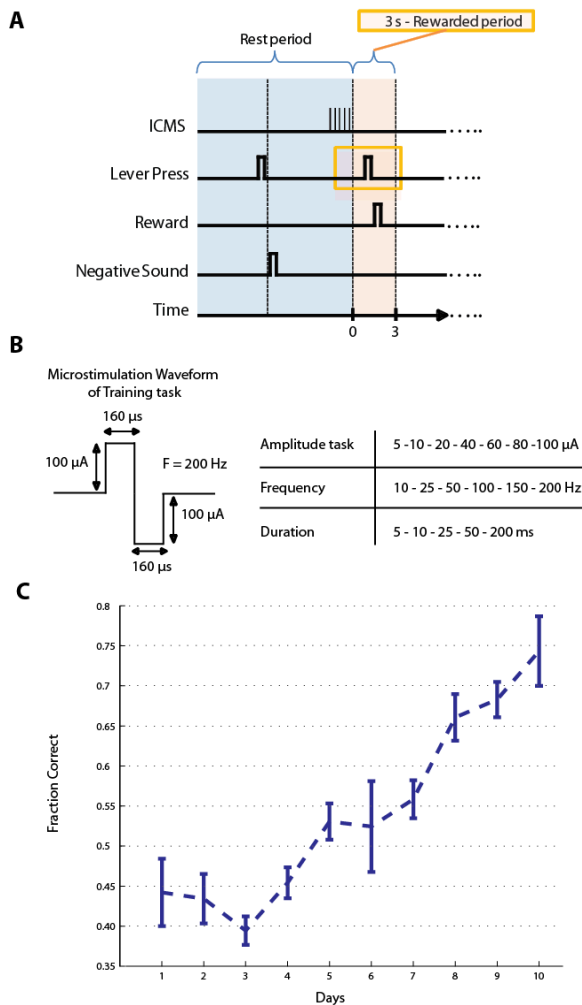 A
3 s - Rewarded period
Rest period
ICMS
Lever Press
Reward
Negative Sound
Time
0 3
B
Microstimulation Waveform
of Training task
160 µs
100 µA
F = 200 Hz
100 µA
160 µs
Amplitude task 5 -10 - 20 - 40 - 60 - 80 -100 µA
Frequency 10 - 25 - 50 - 100 - 150 - 200 Hz
Duration 5 - 10 - 25 - 50 - 200 ms
C
0.8
0.75
0.7
0.65
0.6
0.55
0.5
0.45
0.40
0.35
Fraction Correct
1 2 3 4 5 6 7 8 9 10
Days